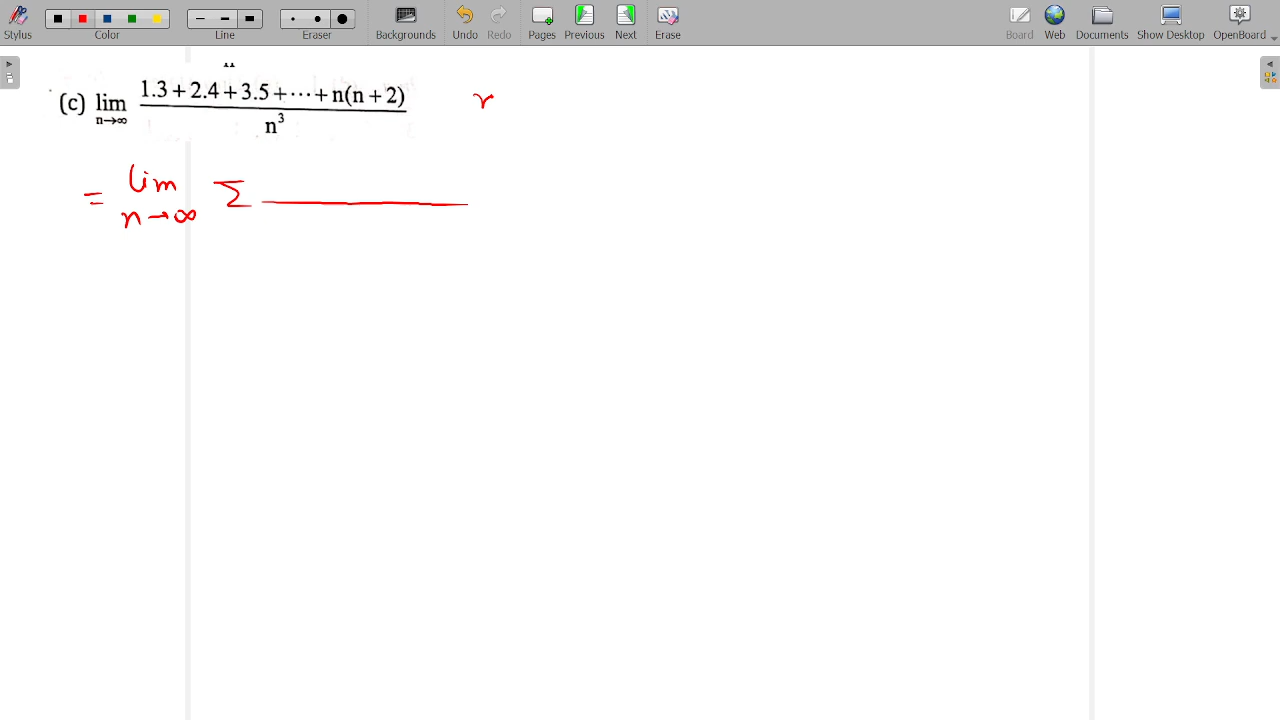 Stylus Color Line Eraser Backgrounds Undo Redo Pages Previous Next Erase Board Web Documents Show Desktop OpenBoard
(c) lim n→∞ 1.3 + 2.4 + 3.5 + ⋯ + n(n + 2) / n³ r
= lim n→∞ Σ